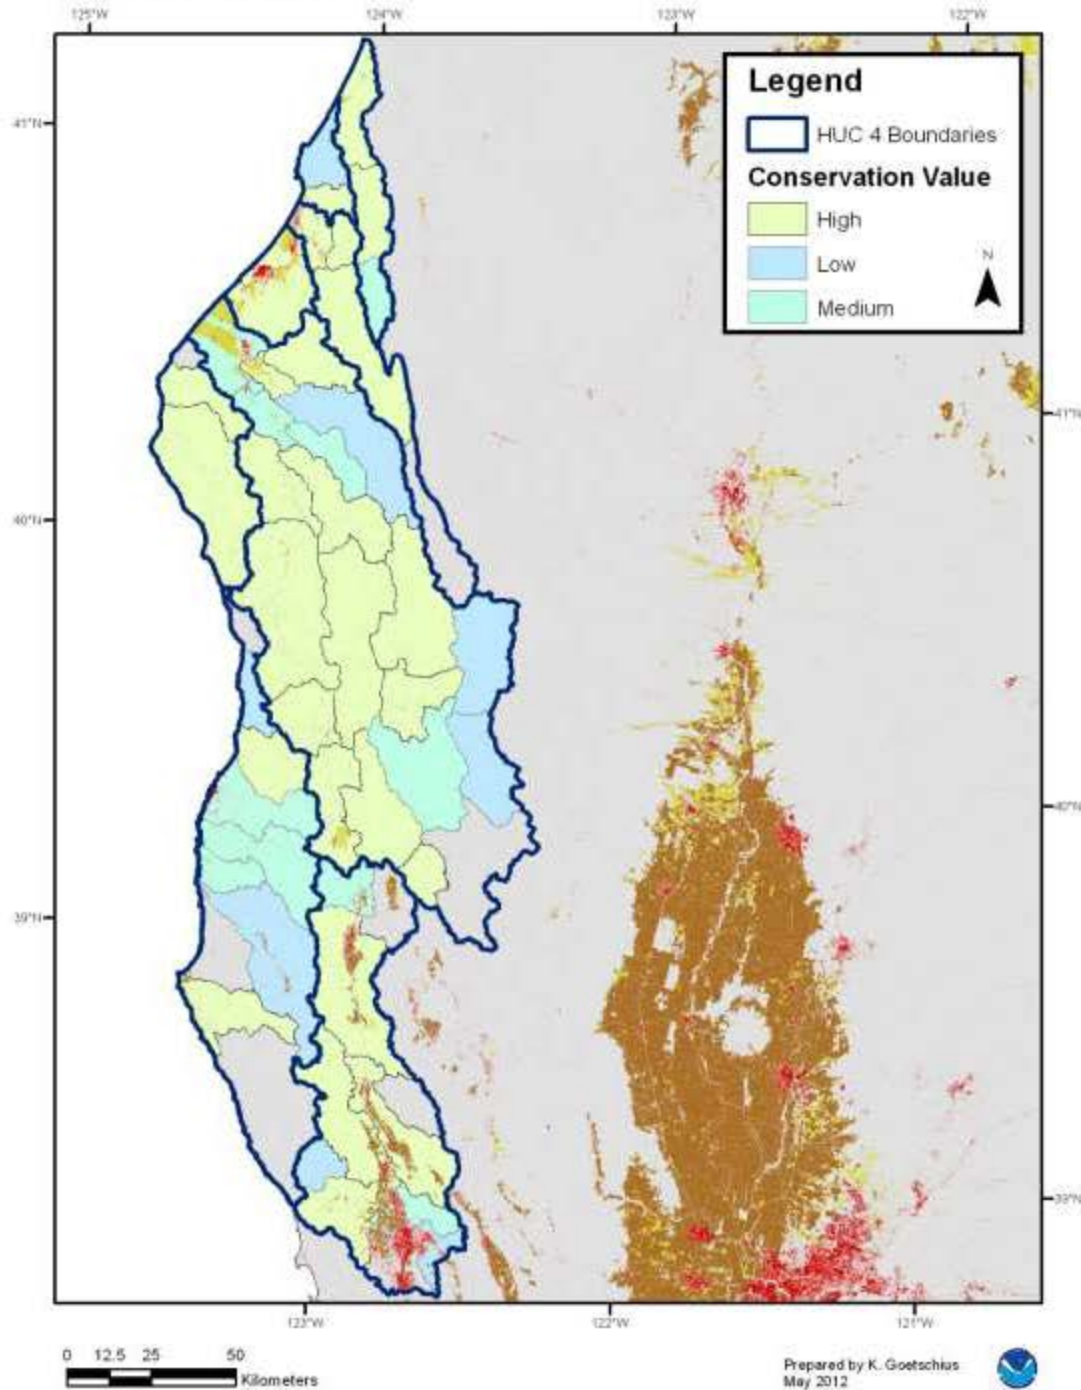 125°W 124°W 123°W 122°W
41°N
40°N
39°N
Legend
HUC 4 Boundaries
Conservation Value
High
Low
Medium
N
41°N
40°N
39°N
123°W 122°W 121°W
0 12.5 25 50
Kilometers
Prepared by K. Goetschius
May 2012